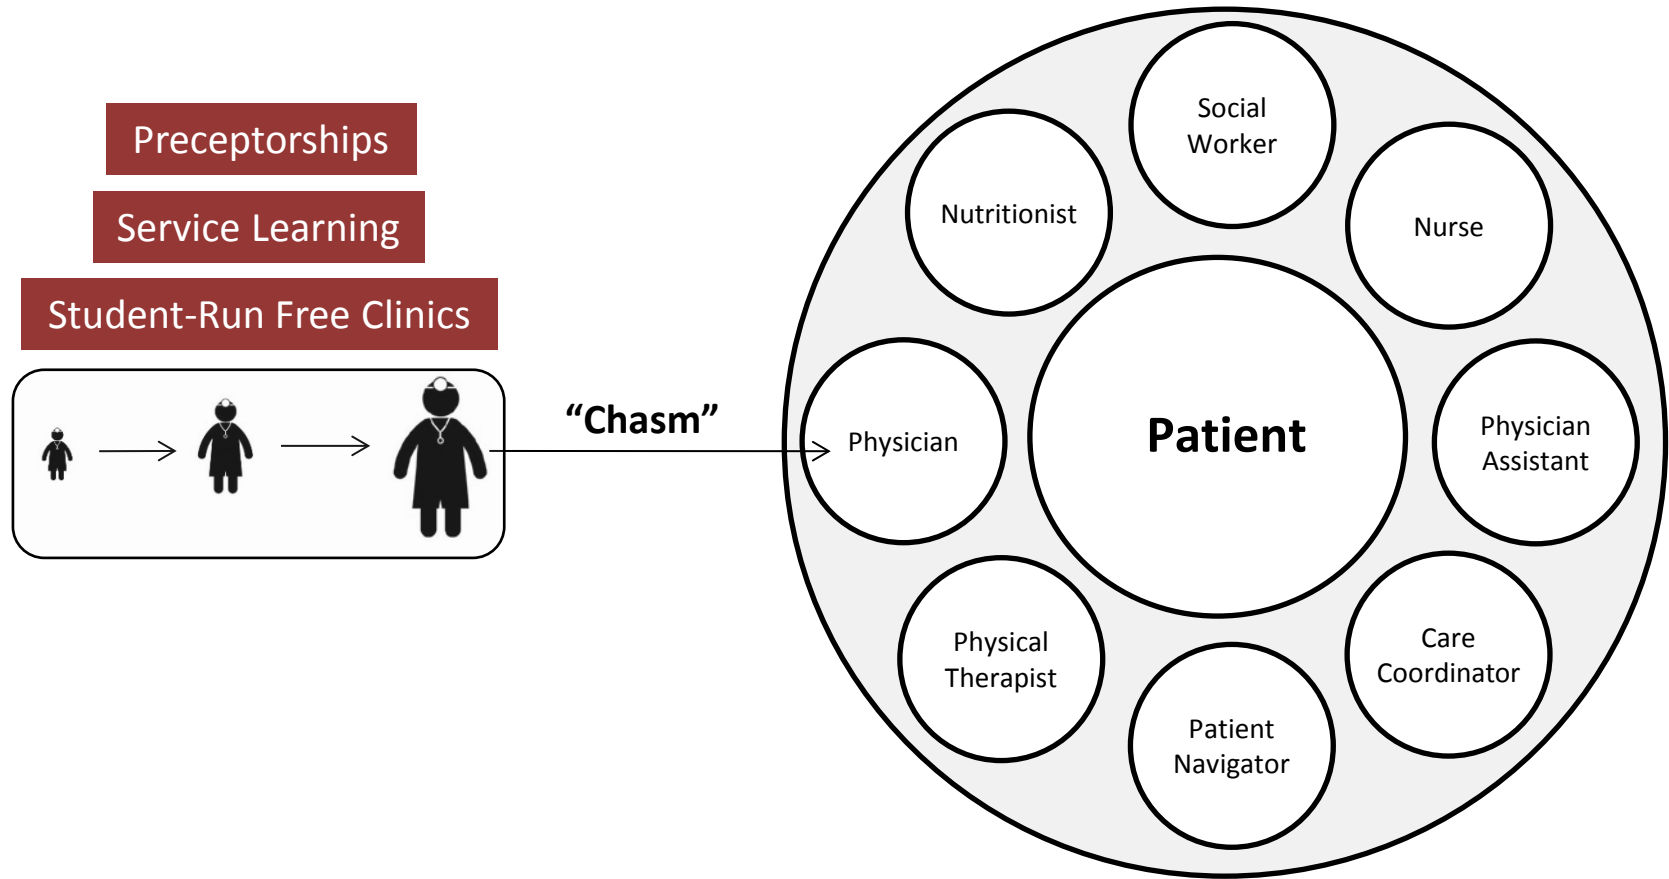 Preceptorships
Service Learning
Student-Run Free Clinics
“Chasm”
Social
Worker
Nutritionist
Nurse
Physician
Patient
Physician
Assistant
Physical
Therapist
Care
Coordinator
Patient
Navigator